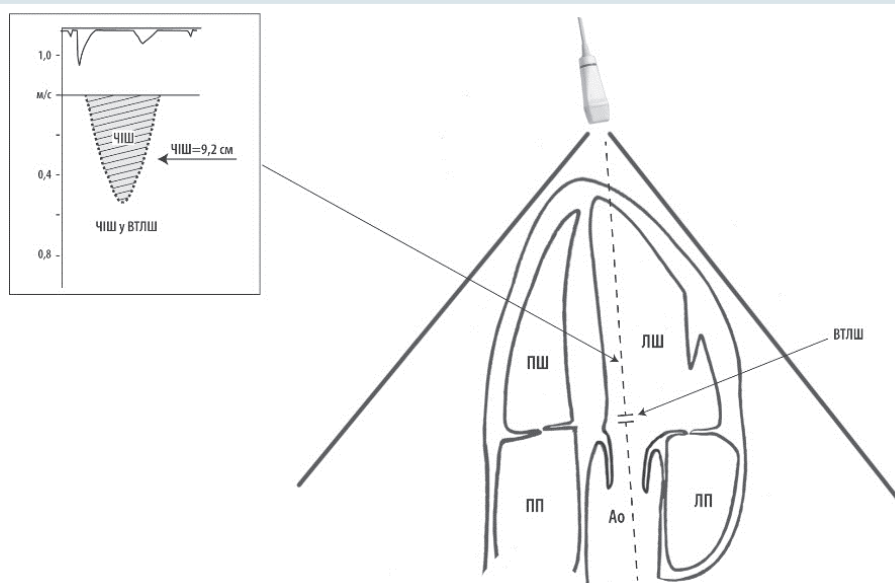 1,0
м/с
ЧІШ
ЧІШ=9,2 см
0,4
ЧІШ у ВТЛШ
0,8
ВТЛШ
ПШ
ЛШ
ПП
Ао
ЛП